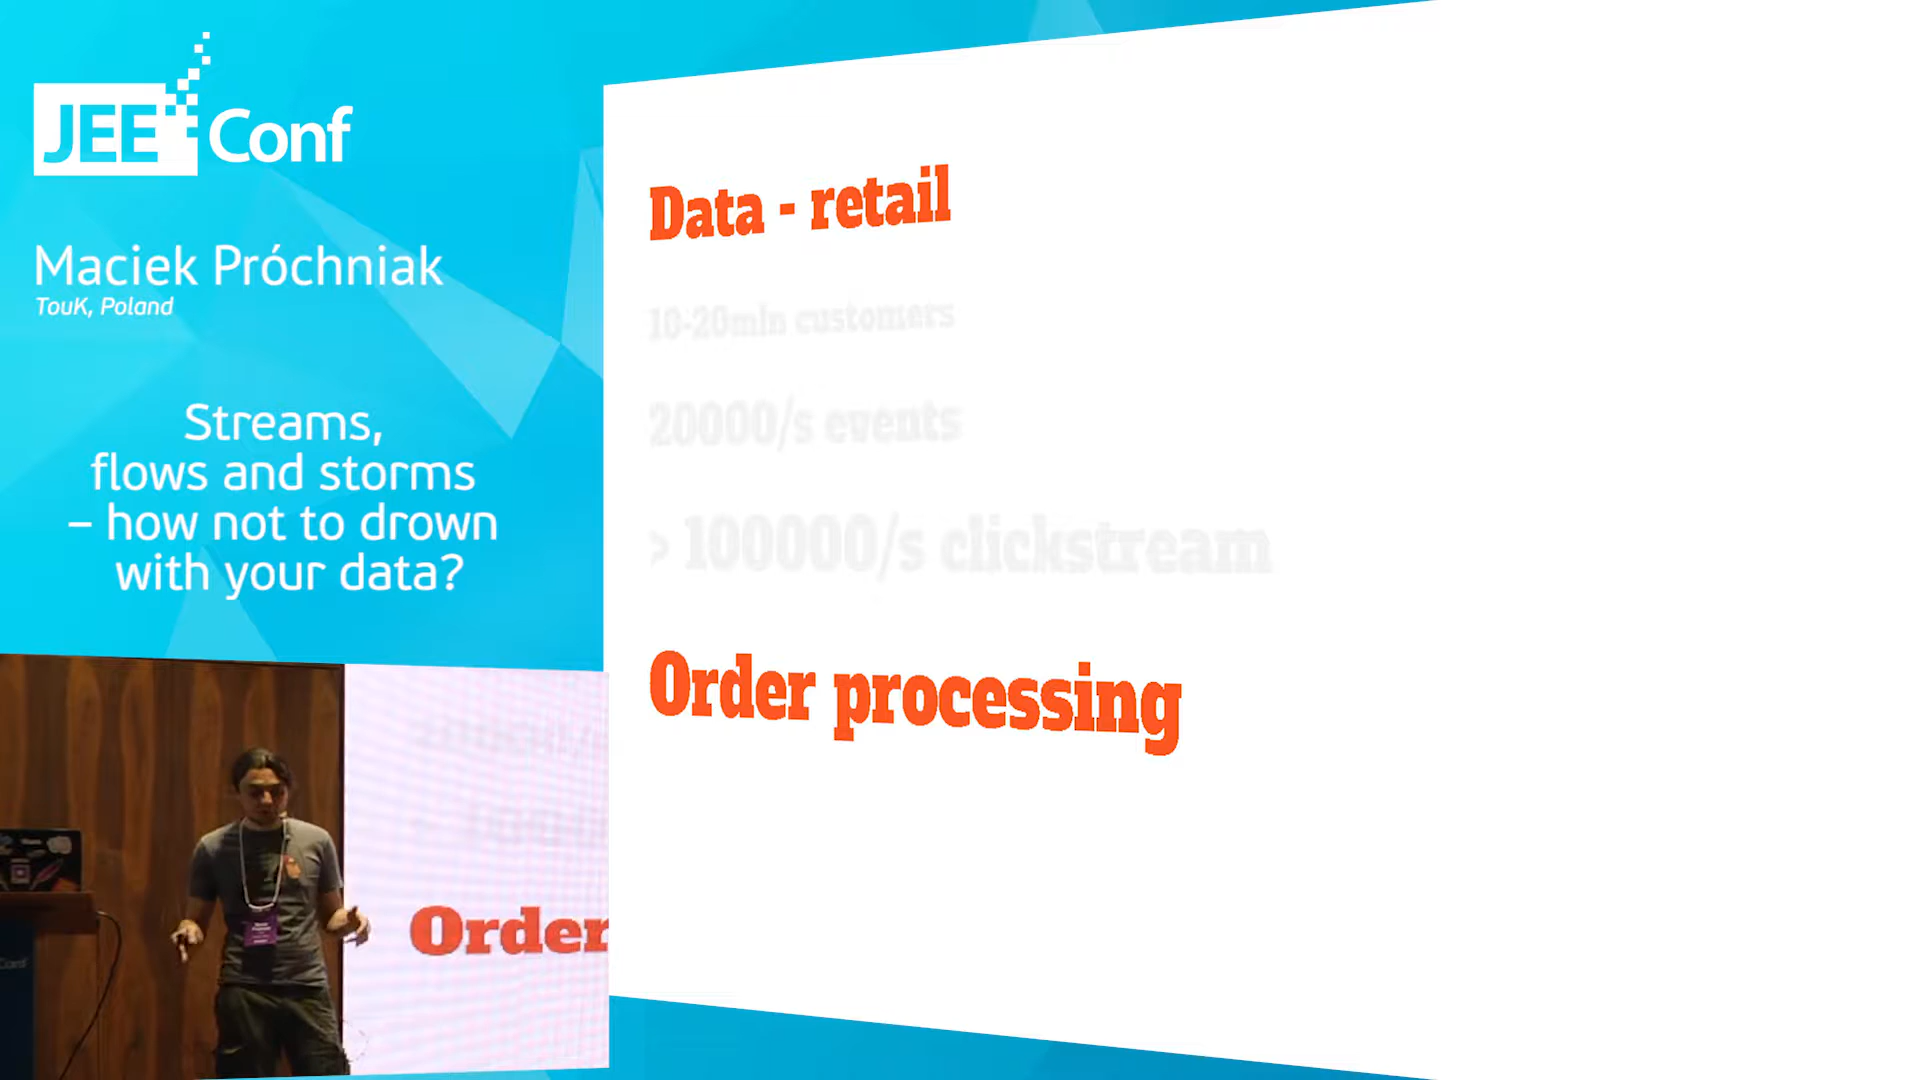 JEE Conf
Maciek Próchniak
TouK, Poland
Streams,
flows and storms
– how not to drown
with your data?
Data - retail
10-20mln customers
20000/s events
> 100000/s clickstream
Order processing
Order